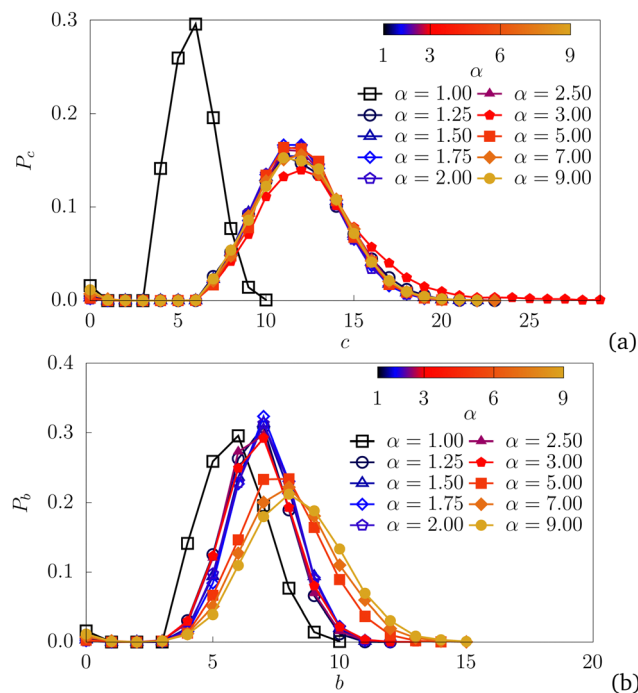 0.3
0.2
0.1
0.0
P_c
1 3 6 9
α
α = 1.00 α = 2.50
α = 1.25 α = 3.00
α = 1.50 α = 5.00
α = 1.75 α = 7.00
α = 2.00 α = 9.00
0 5 10 15 20 25
c
(a)
0.4
0.3
0.2
0.1
0.0
P_b
1 3 6 9
α
α = 1.00 α = 2.50
α = 1.25 α = 3.00
α = 1.50 α = 5.00
α = 1.75 α = 7.00
α = 2.00 α = 9.00
0 5 10 15 20
b
(b)